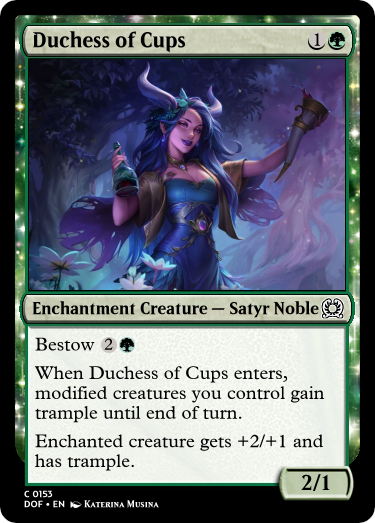 Duchess of Cups 1
Enchantment Creature — Satyr Noble
Bestow 2
When Duchess of Cups enters,
modified creatures you control gain
trample until end of turn.
Enchanted creature gets +2/+1 and
has trample.
2/1
C 0153
DOF • EN Katerina Musina